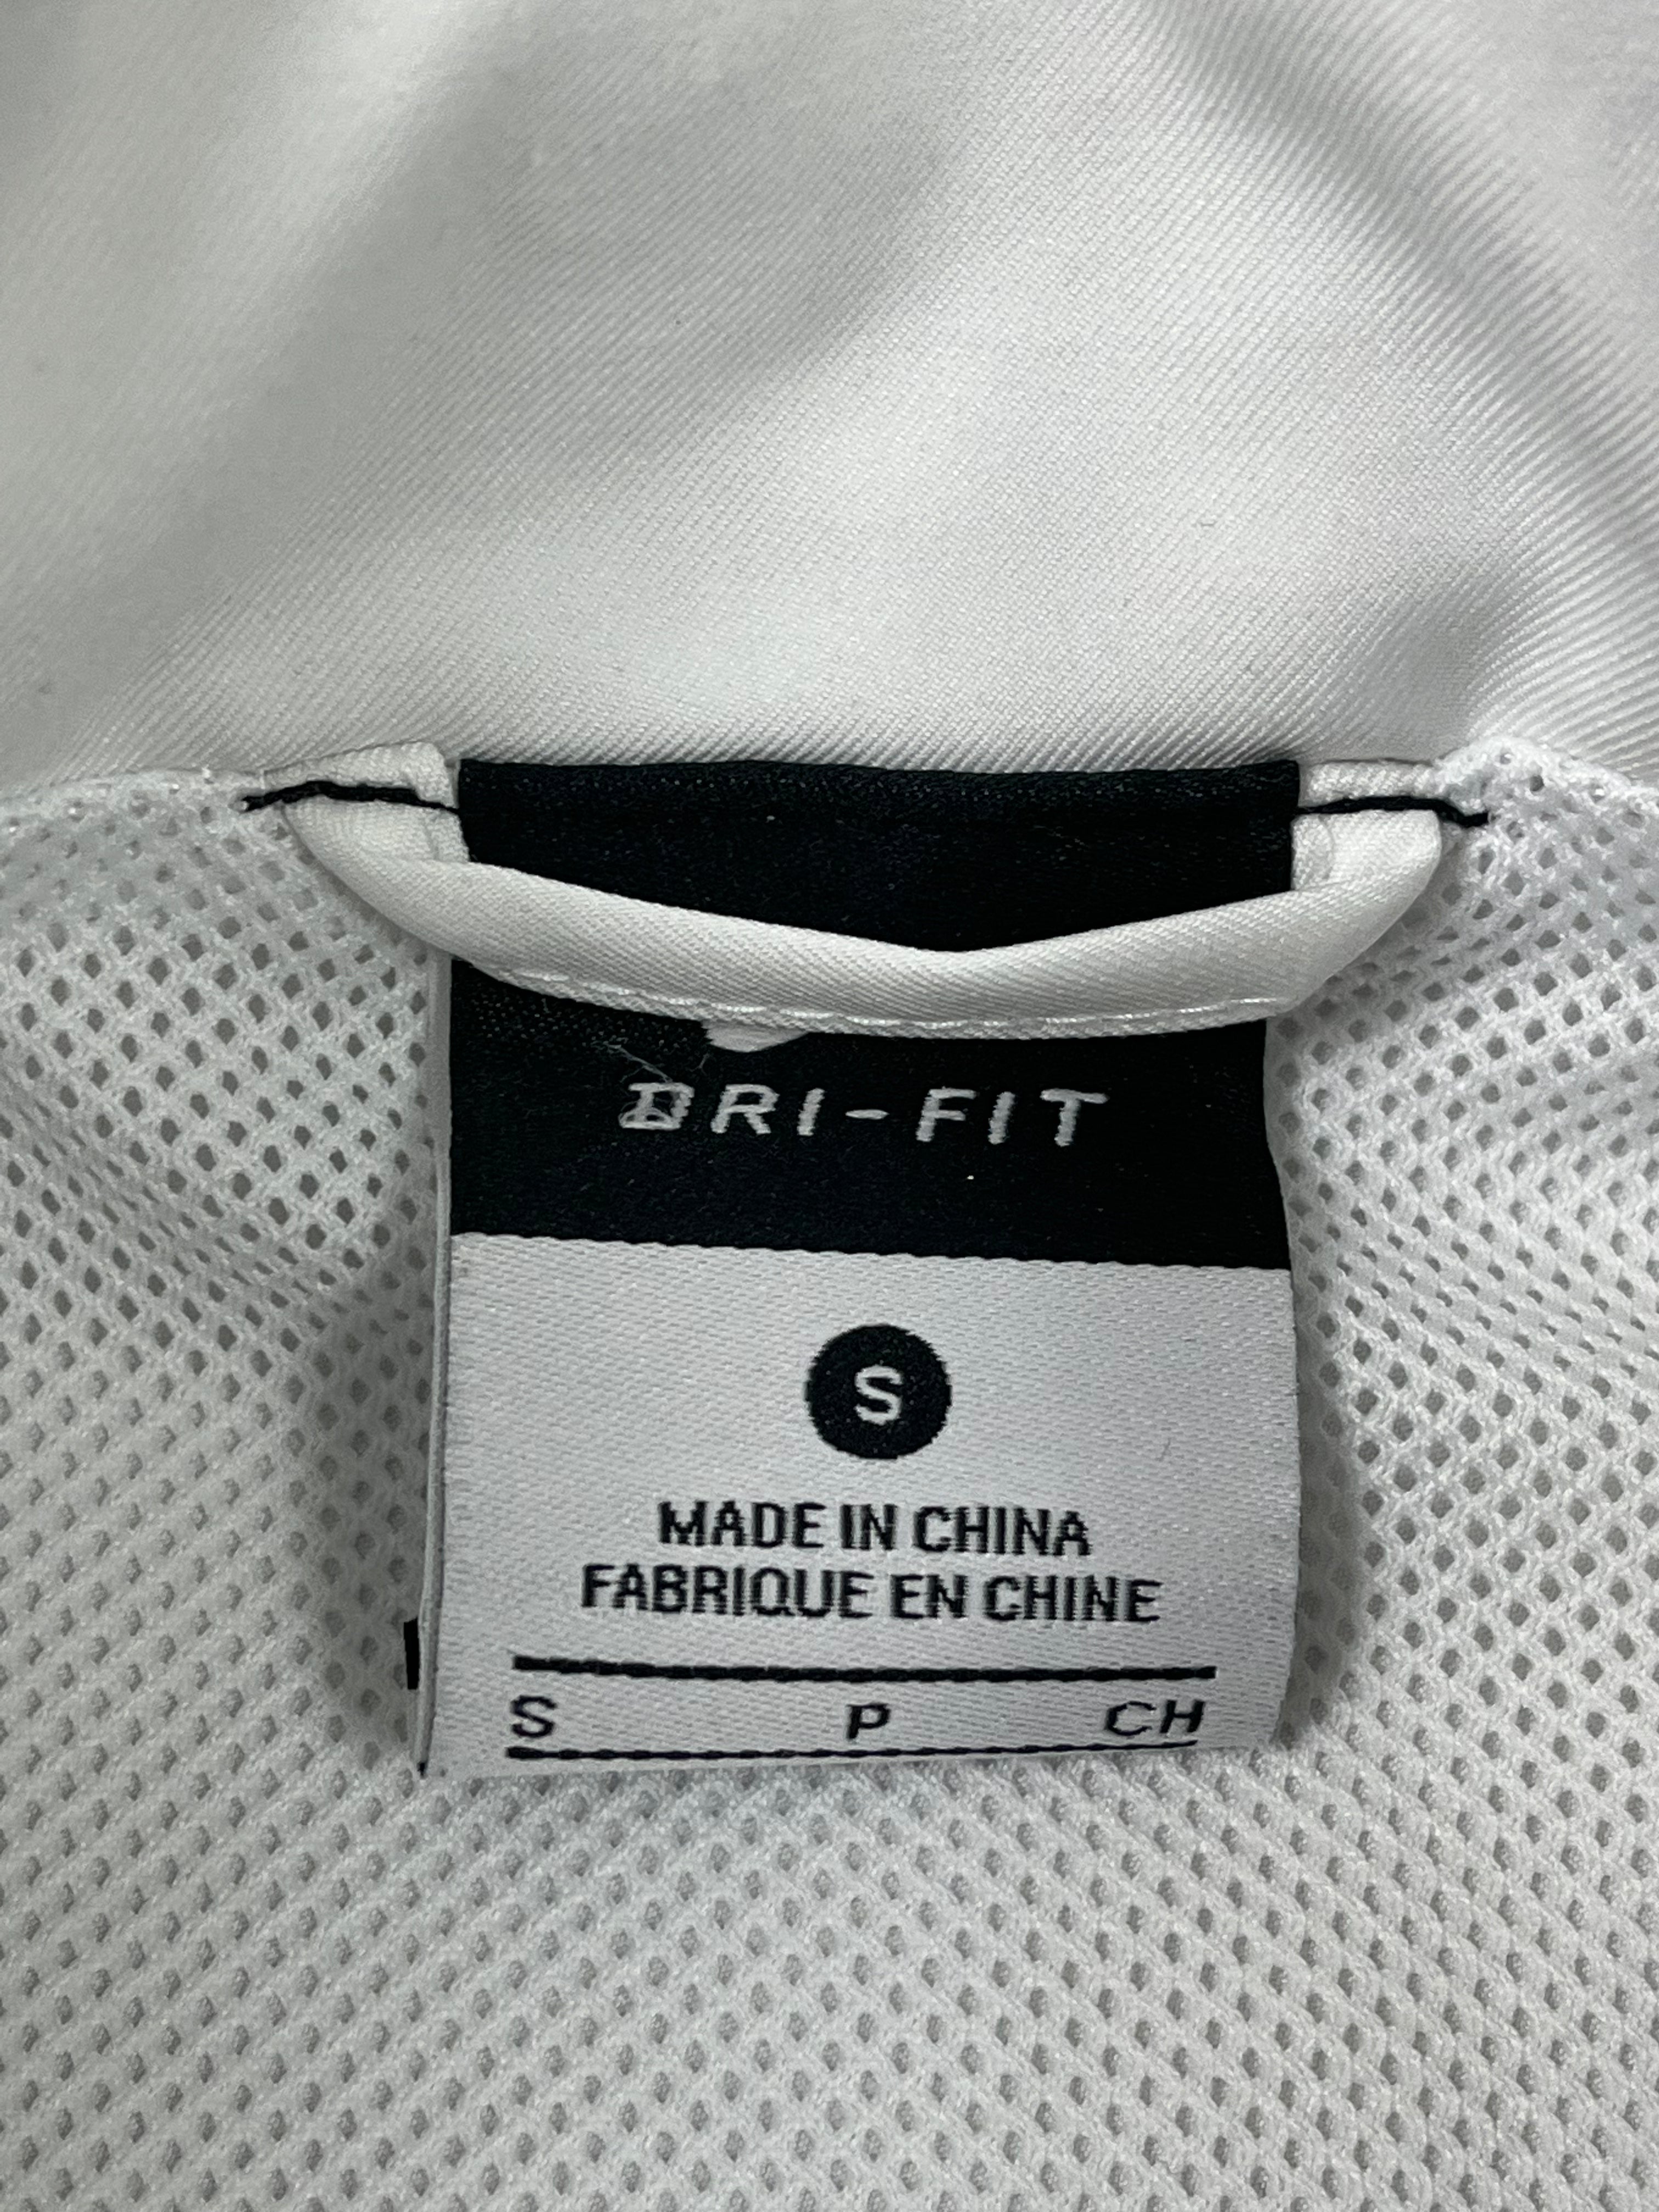 DRI-FIT
S
MADE IN CHINA
FABRIQUE EN CHINE
S P CH